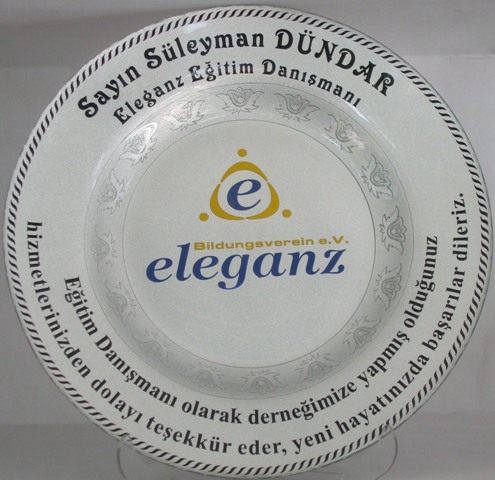 Sayın Süleyman DÜNDAR
Eleganz Eğitim Danışmanı
e
Bildungsverein e.V.
eleganz
Eğitim Danışmanı olarak derneğimize yapmış olduğunuz
hizmetlerinizden dolayı teşekkür eder, yeni hayatınızda başarılar dileriz.